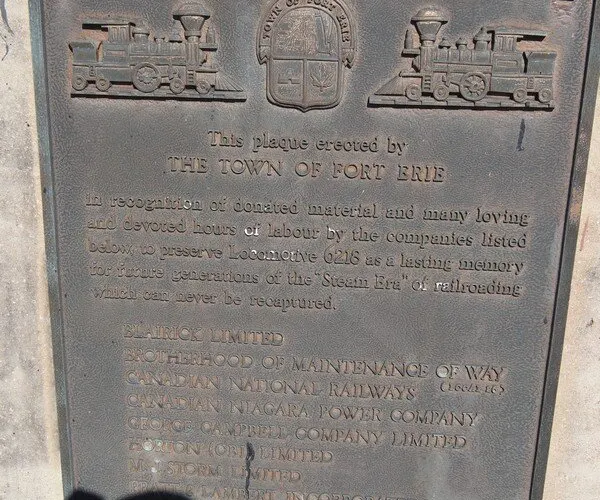 TOWN OF FORT ERIE
This plaque erected by
THE TOWN OF FORT ERIE
in recognition of donated material and many loving
and devoted hours of labour by the companies listed
below to preserve Locomotive 6218 as a lasting memory
for future generations of the "Steam Era" of railroading
which can never be recaptured.
BLAIRICK LIMITED
BROTHERHOOD OF MAINTENANCE OF WAY
CANADIAN NATIONAL RAILWAYS
CANADIAN NIAGARA POWER COMPANY
GEORGE CAMPBELL COMPANY LIMITED
LIMITED
STORM LIMITED
LAMBERT INCORPORATED